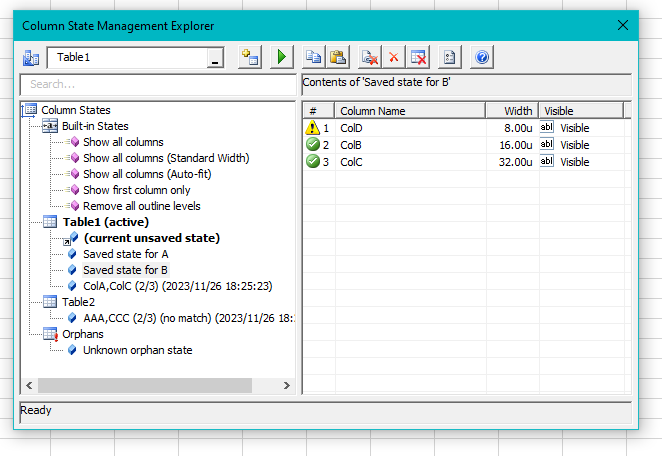 Column State Management Explorer
Table1
Search...
Contents of 'Saved state for B'
Column States
Built-in States
Show all columns
Show all columns (Standard Width)
Show all columns (Auto-fit)
Show first column only
Remove all outline levels
Table1 (active)
(current unsaved state)
Saved state for A
Saved state for B
ColA,ColC (2/3) (2023/11/26 18:25:23)
Table2
AAA,CCC (2/3) (no match) (2023/11/26 18:
Orphans
Unknown orphan state
# Column Name Width Visible
1 ColD 8.00u abl Visible
2 ColB 16.00u abl Visible
3 ColC 32.00u abl Visible
Ready